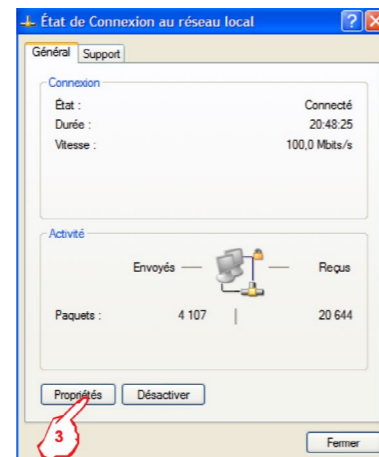 État de Connexion au réseau local
Général Support
Connexion
État : Connecté
Durée : 20:48:25
Vitesse : 100,0 Mbits/s
Activité
Envoyés Reçus
Paquets : 4 107 20 644
Propriétés Désactiver
3
Fermer